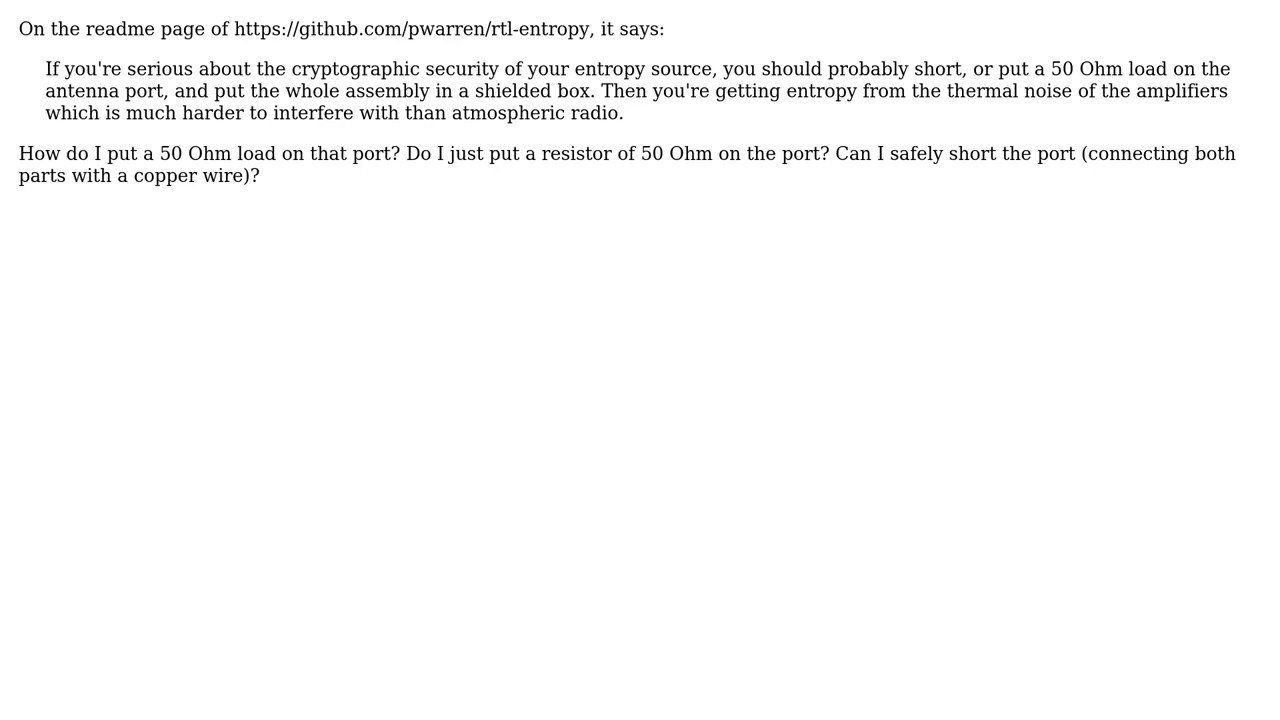 On the readme page of https://github.com/pwarren/rtl-entropy, it says:
If you're serious about the cryptographic security of your entropy source, you should probably short, or put a 50 Ohm load on the
antenna port, and put the whole assembly in a shielded box. Then you're getting entropy from the thermal noise of the amplifiers
which is much harder to interfere with than atmospheric radio.
How do I put a 50 Ohm load on that port? Do I just put a resistor of 50 Ohm on the port? Can I safely short the port (connecting both
parts with a copper wire)?